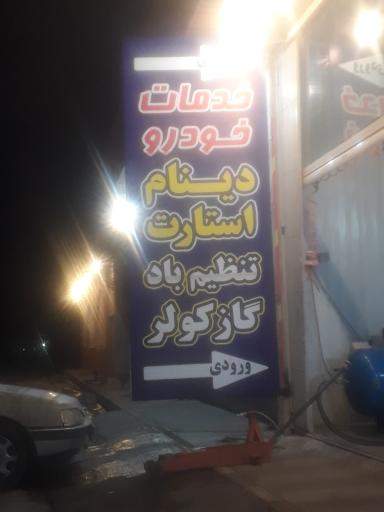 خدمات
خودرو
دینام
استارت
تنظیم باد
گاز کولر
ورودی